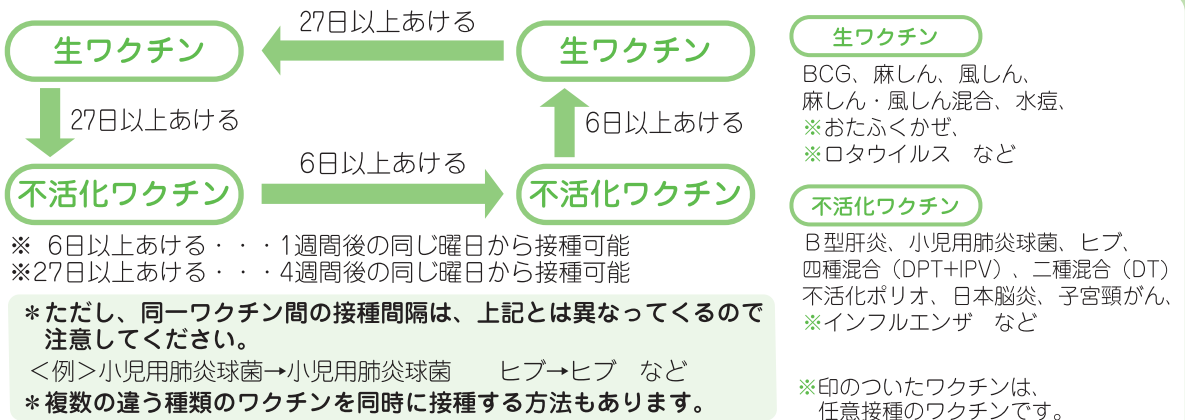 27日以上あける
生ワクチン
生ワクチン
27日以上あける
6日以上あける
6日以上あける
不活化ワクチン
不活化ワクチン
※ 6日以上あける・・・1週間後の同じ曜日から接種可能
※27日以上あける・・・4週間後の同じ曜日から接種可能
＊ただし、同一ワクチン間の接種間隔は、上記とは異なってくるので
注意してください。
＜例＞小児用肺炎球菌→小児用肺炎球菌　ヒブ→ヒブ　など
＊複数の違う種類のワクチンを同時に接種する方法もあります。
生ワクチン
BCG、麻しん、風しん、
麻しん・風しん混合、水痘、
※おたふくかぜ、
※ロタウイルス　など
不活化ワクチン
B型肝炎、小児用肺炎球菌、ヒブ、
四種混合（DPT+IPV）、二種混合（DT）
不活化ポリオ、日本脳炎、子宮頸がん、
※インフルエンザ　など
※印のついたワクチンは、
任意接種のワクチンです。